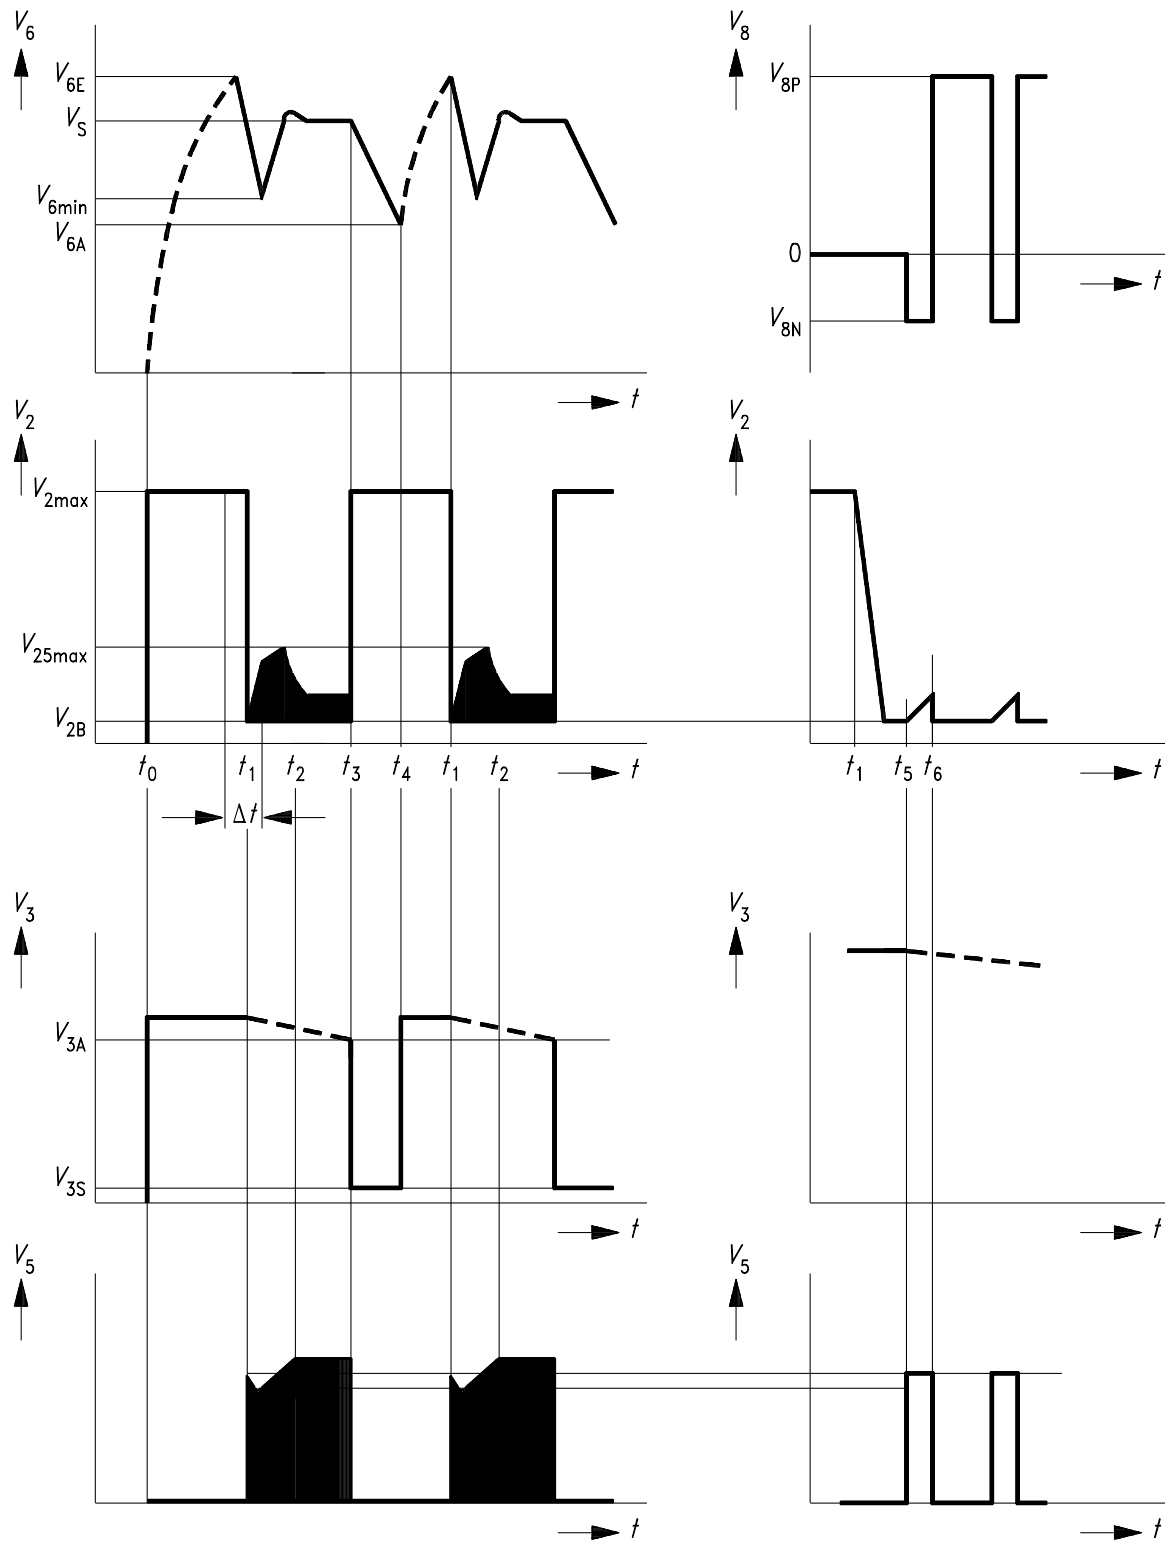 V6
V6E
VS
V6min
V6A
t
V8
V8P
0
V8N
t
V2
V2max
V25max
V2B
t0 t1 t2 t3 t4 t1 t2 t
Δt
V2
t1 t5 t6 t
V3
V3A
V3S
t
V3
t
V5
t
V5
t